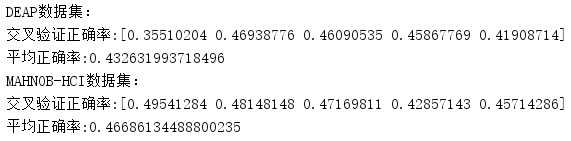 DEAP数据集：
交叉验证正确率:[0.35510204 0.46938776 0.46090535 0.45867769 0.41908714]
平均正确率:0.432631993718496
MAHNOB-HCI数据集：
交叉验证正确率:[0.49541284 0.48148148 0.47169811 0.42857143 0.45714286]
平均正确率:0.46686134488800235